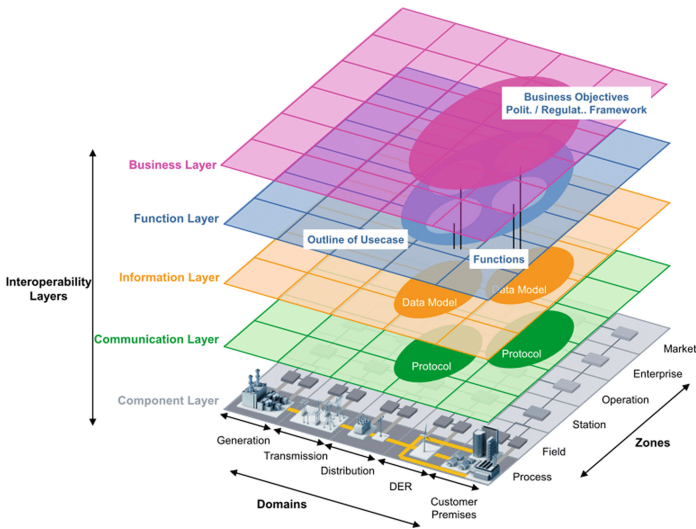 Business Objectives
Polit. / Regulat.. Framework
Business Layer
Function Layer
Outline of Usecase
Functions
Information Layer
Data Model
Data Model
Interoperability
Layers
Communication Layer
Protocol
Protocol
Component Layer
Market
Enterprise
Operation
Station
Field
Process
Zones
Generation
Transmission
Distribution
DER
Customer
Premises
Domains